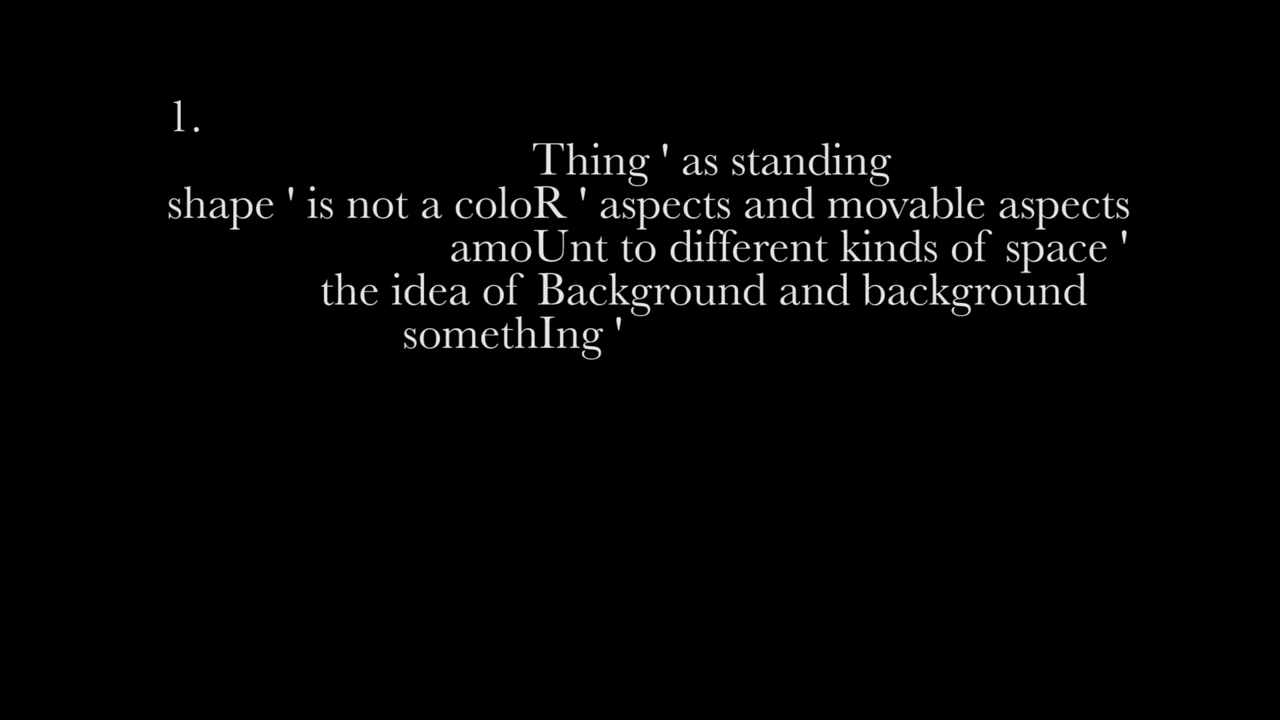 1.
Thing ' as standing
shape ' is not a coloR ' aspects and movable aspects
amoUnt to different kinds of space '
the idea of Background and background
somethIng '